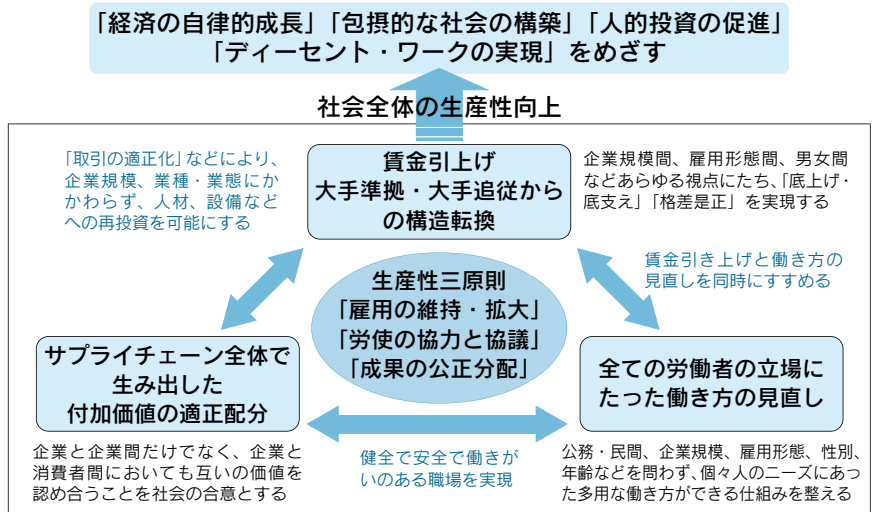 「経済の自律的成長」「包摂的な社会の構築」「人的投資の促進」
「ディーセント・ワークの実現」をめざす
社会全体の生産性向上
「取引の適正化」などにより、
企業規模、業種・業態にか
かわらず、人材、設備など
への再投資を可能にする
賃金引上げ
大手準拠・大手追従から
の構造転換
企業規模間、雇用形態間、男女間
などあらゆる視点にたち、「底上げ・
底支え」「格差是正」を実現する
賃金引き上げと働き方の
見直しを同時にすすめる
生産性三原則
「雇用の維持・拡大」
「労使の協力と協議」
「成果の公正分配」
サプライチェーン全体で
生み出した
付加価値の適正配分
全ての労働者の立場に
たった働き方の見直し
企業と企業間だけでなく、企業と
消費者間においても互いの価値を
認め合うことを社会の合意とする
健全で安全で働きが
いのある職場を実現
公務・民間、企業規模、雇用形態、性別、
年齢などを問わず、個々人のニーズにあっ
た多様な働き方ができる仕組みを整える